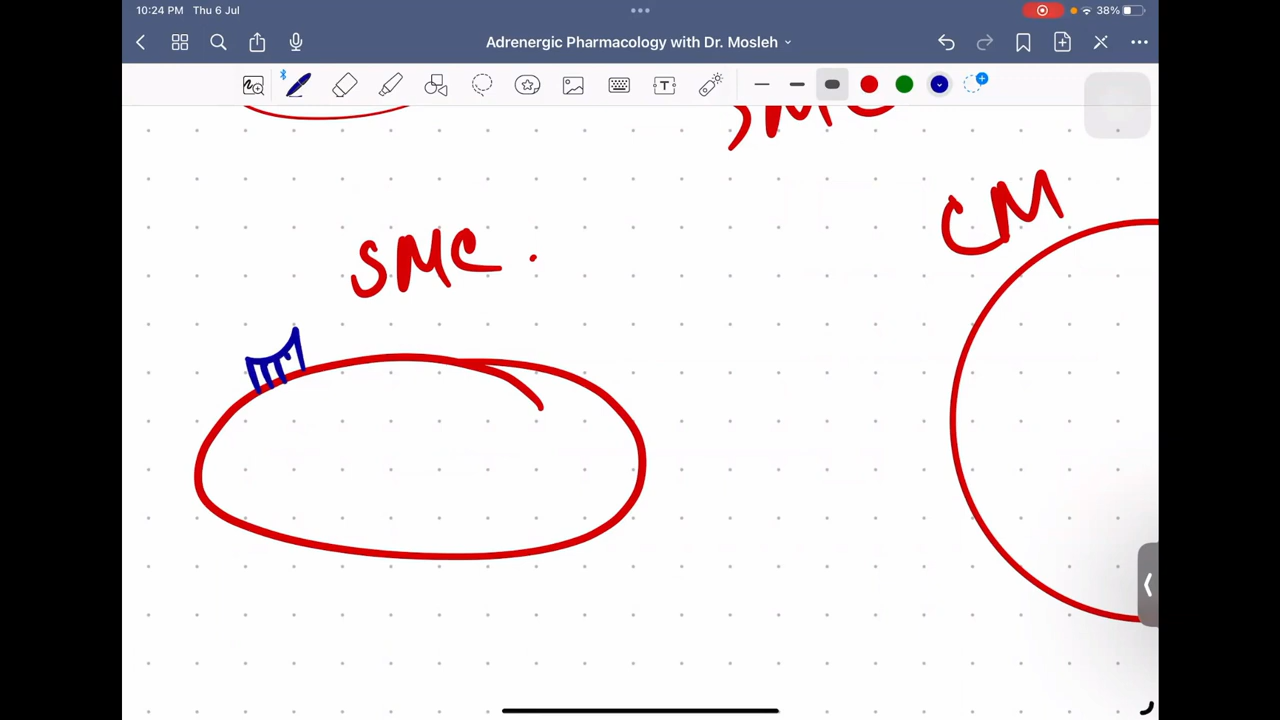 10:24 PM Thu 6 Jul
38%
Adrenergic Pharmacology with Dr. Mosleh
T
SMC
CM
SMC .